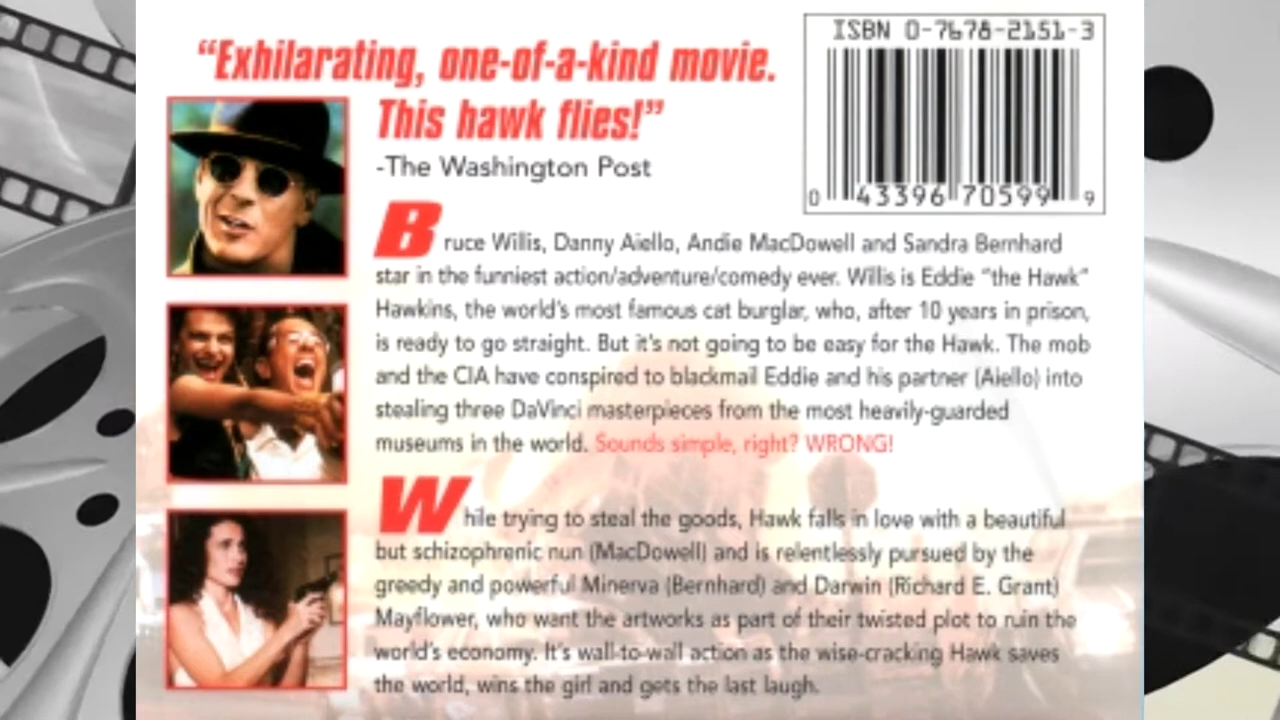 "Exhilarating, one-of-a-kind movie.
This hawk flies!"
-The Washington Post
ISBN 0-7678-2151-3
0 43396 70599 9
Bruce Willis, Danny Aiello, Andie MacDowell and Sandra Bernhard
star in the funniest action/adventure/comedy ever. Willis is Eddie "the Hawk"
Hawkins, the world's most famous cat burglar, who, after 10 years in prison,
is ready to go straight. But it's not going to be easy for the Hawk. The mob
and the CIA have conspired to blackmail Eddie and his partner (Aiello) into
stealing three DaVinci masterpieces from the most heavily-guarded
museums in the world. Sounds simple, right? WRONG!
While trying to steal the goods, Hawk falls in love with a beautiful
but schizophrenic nun (MacDowell) and is relentlessly pursued by the
greedy and powerful Minerva (Bernhard) and Darwin (Richard E. Grant)
Mayflower, who want the artworks as part of their twisted plot to ruin the
world's economy. It's wall-to-wall action as the wise-cracking Hawk saves
the world, wins the girl and gets the last laugh.